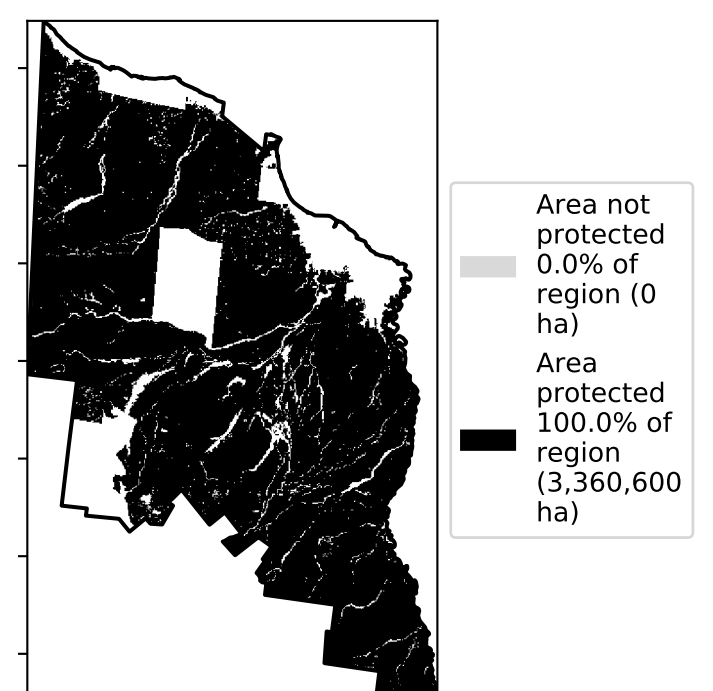 Area not
protected
0.0% of
region (0
ha)
Area
protected
100.0% of
region
(3,360,600
ha)